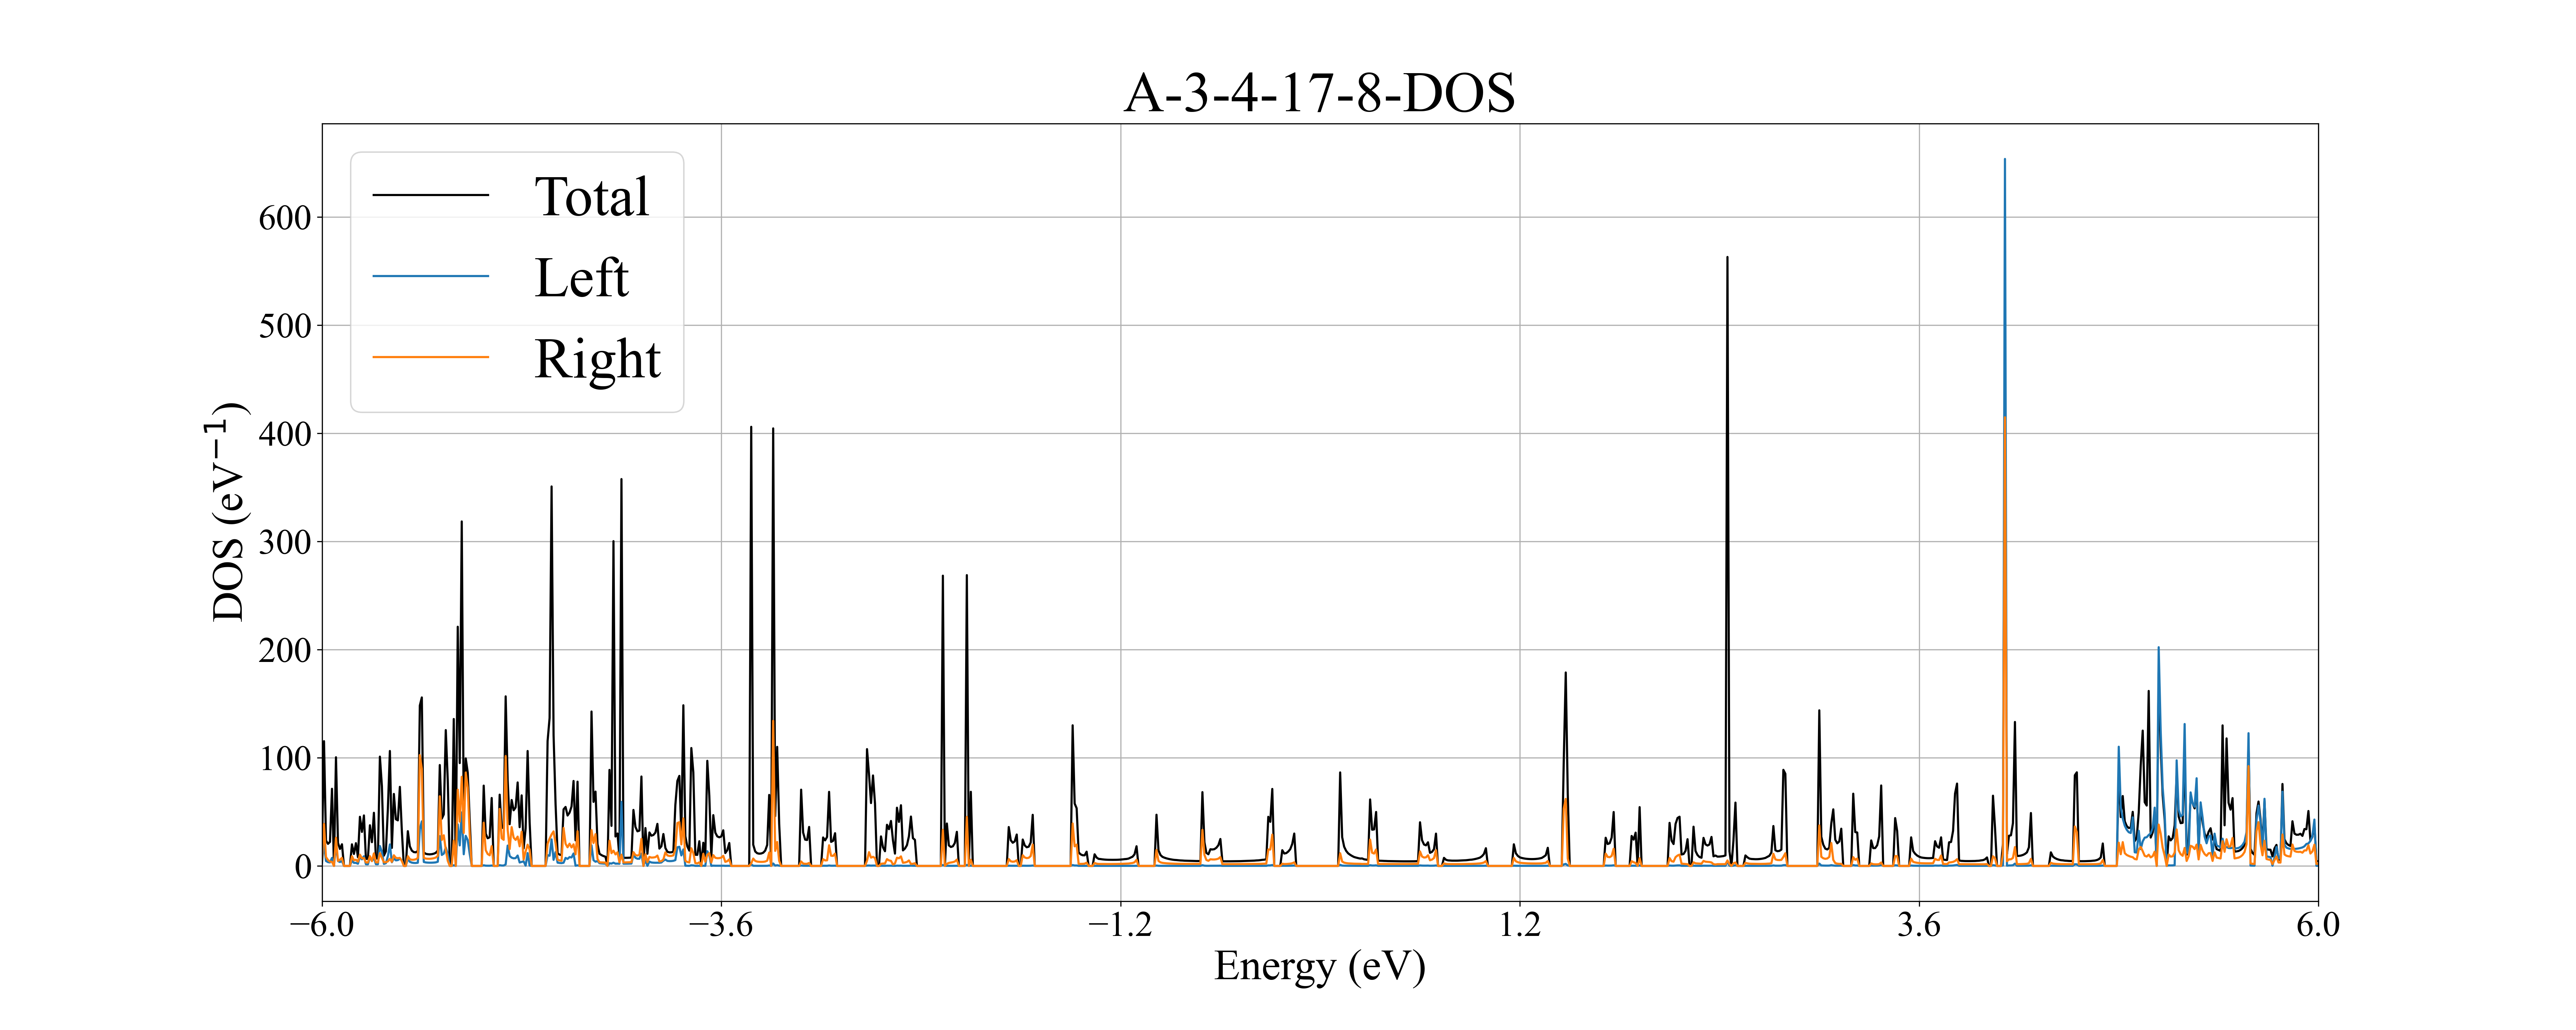 A-3-4-17-8-DOS
Total
Left
Right
DOS (eV⁻¹)
600
500
400
300
200
100
0
−6.0 −3.6 −1.2 1.2 3.6 6.0
Energy (eV)